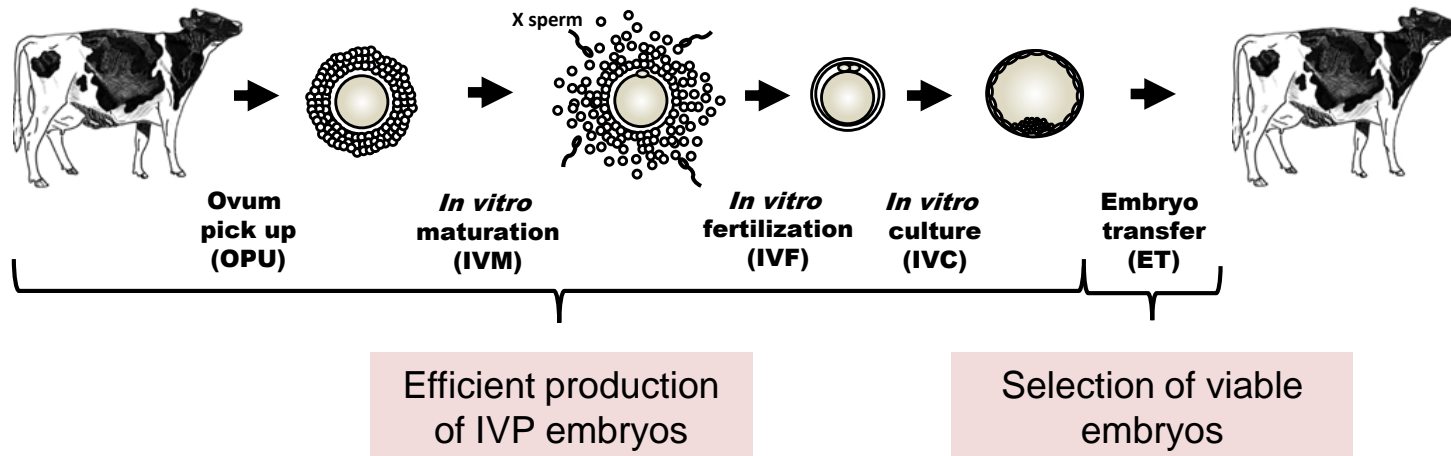 X sperm
Ovum
pick up
(OPU)
In vitro
maturation
(IVM)
In vitro
fertilization
(IVF)
In vitro
culture
(IVC)
Embryo
transfer
(ET)
Efficient production
of IVP embryos
Selection of viable
embryos